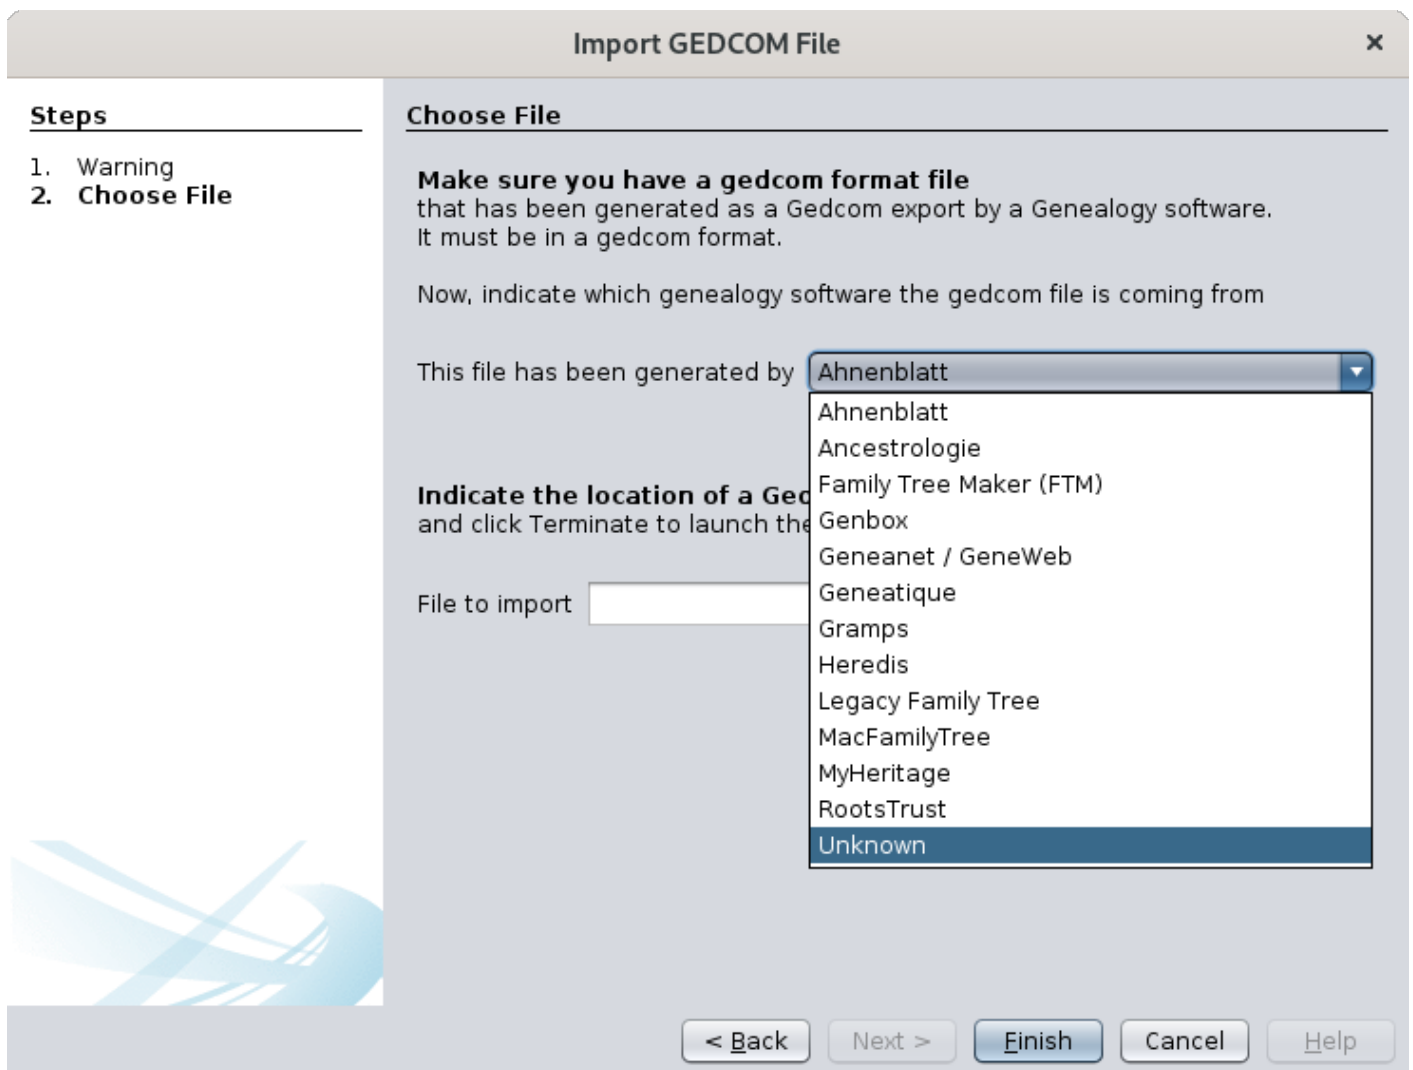 Import GEDCOM File
×
Steps
1. Warning
2. Choose File
Choose File
Make sure you have a gedcom format file
that has been generated as a Gedcom export by a Genealogy software.
It must be in a gedcom format.
Now, indicate which genealogy software the gedcom file is coming from
This file has been generated by Ahnenblatt
Ahnenblatt
Ancestrologie
Family Tree Maker (FTM)
Genbox
Geneanet / GeneWeb
Geneatique
Gramps
Heredis
Legacy Family Tree
MacFamilyTree
MyHeritage
RootsTrust
Unknown
Indicate the location of a Ged
and click Terminate to launch the
File to import
< Back
Next >
Finish
Cancel
Help